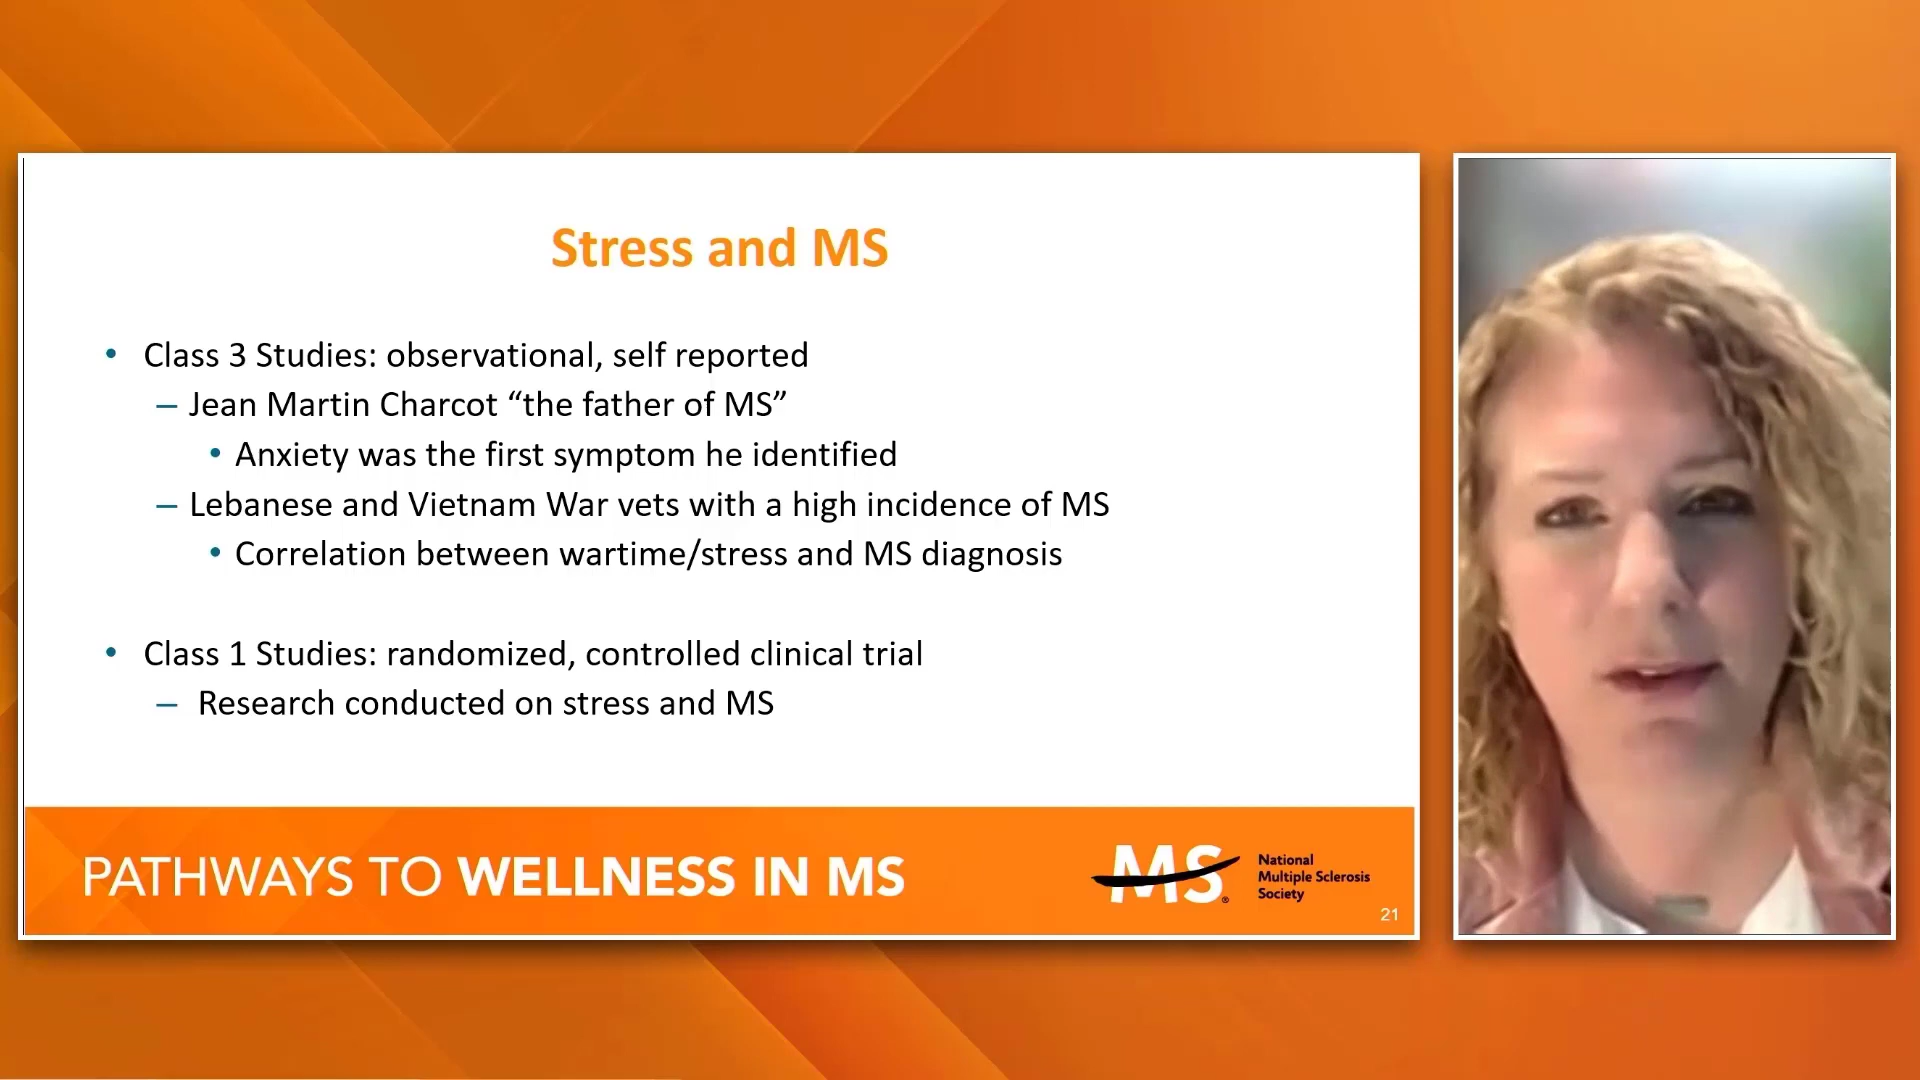 Stress and MS
• Class 3 Studies: observational, self reported
– Jean Martin Charcot “the father of MS”
• Anxiety was the first symptom he identified
– Lebanese and Vietnam War vets with a high incidence of MS
• Correlation between wartime/stress and MS diagnosis
• Class 1 Studies: randomized, controlled clinical trial
– Research conducted on stress and MS
PATHWAYS TO WELLNESS IN MS
MS®
National
Multiple Sclerosis
Society
21